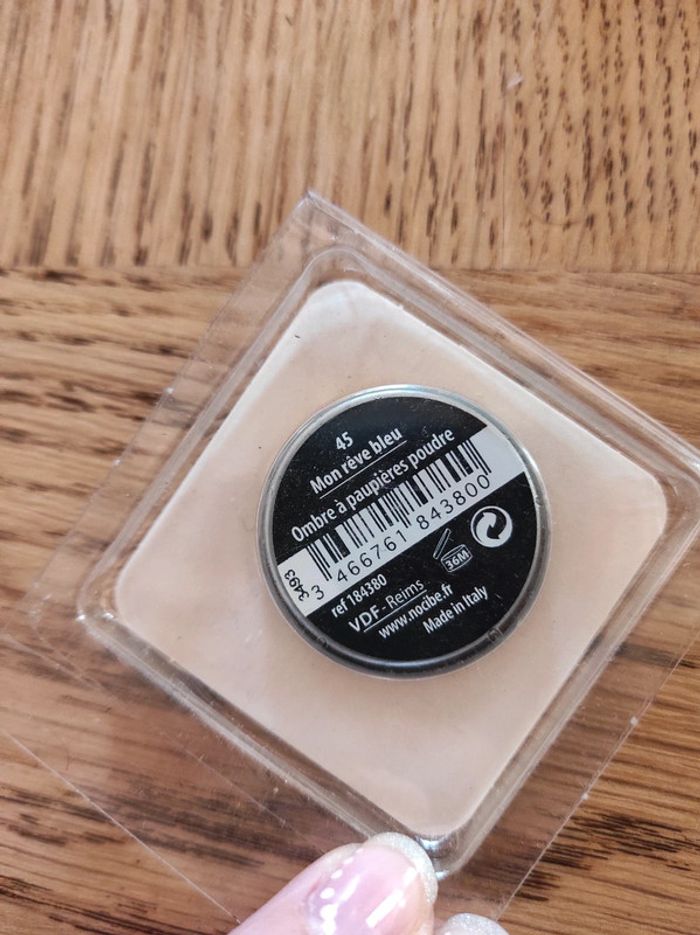 45
Mon rêve bleu
Ombre à paupières poudre
3493
3 466761 843800
ref 184380
36M
VDF - Reims
www.nocibe.fr
Made in Italy